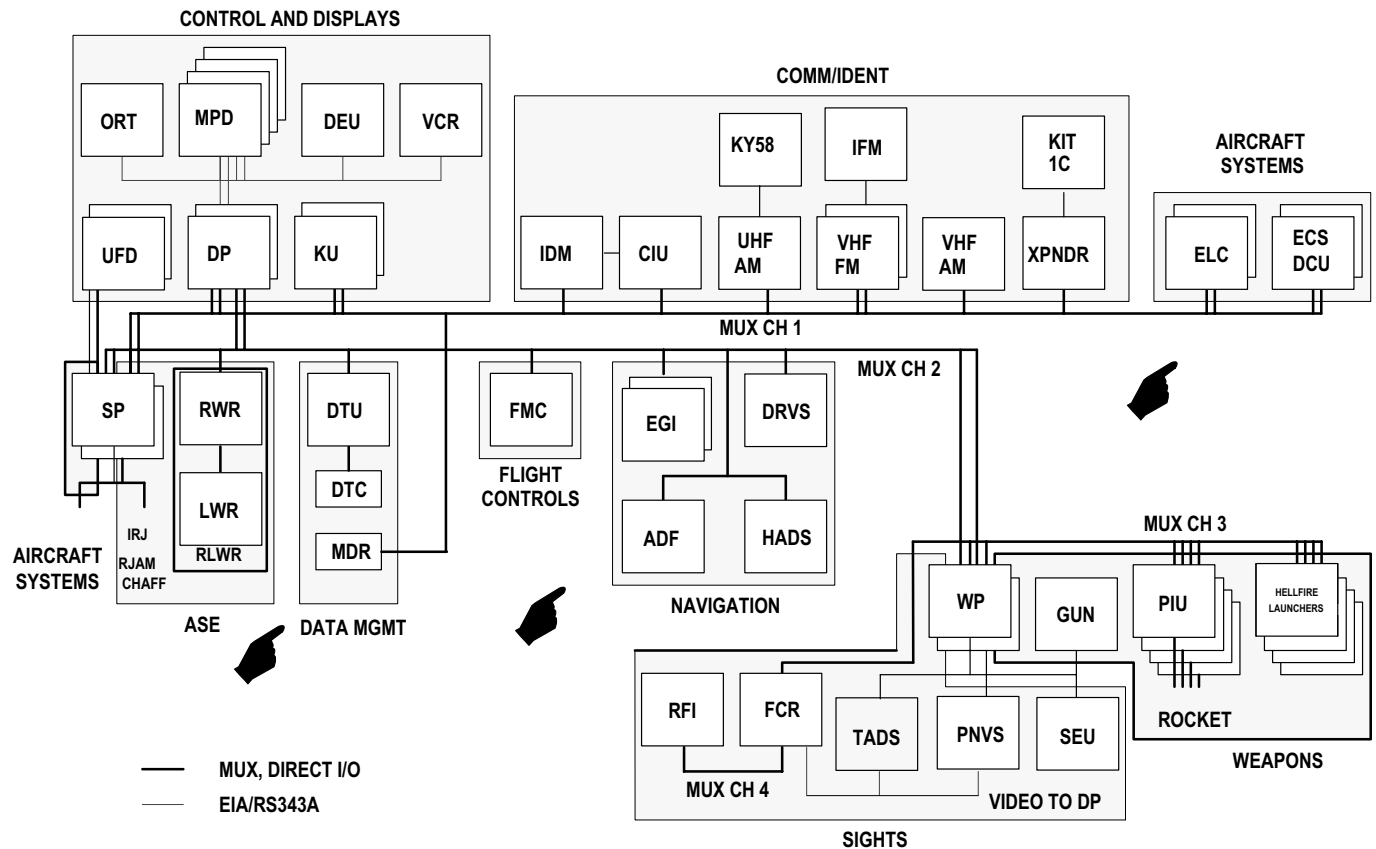 CONTROL AND DISPLAYS
ORT
MPD
DEU
VCR
UFD
DP
KU
COMM/IDENT
KY58
IFM
KIT
1C
IDM
CIU
UHF
AM
VHF
FM
VHF
AM
XPNDR
AIRCRAFT
SYSTEMS
ELC
ECS
DCU
MUX CH 1
MUX CH 2
SP
RWR
LWR
RLWR
IRJ
RJAM
CHAFF
AIRCRAFT
SYSTEMS
ASE
DTU
DTC
MDR
DATA MGMT
FMC
FLIGHT
CONTROLS
EGI
DRVS
ADF
HADS
NAVIGATION
MUX CH 3
WP
GUN
PIU
HELLFIRE
LAUNCHERS
ROCKET
WEAPONS
RFI
FCR
TADS
PNVS
SEU
MUX CH 4
VIDEO TO DP
SIGHTS
MUX, DIRECT I/O
EIA/RS343A